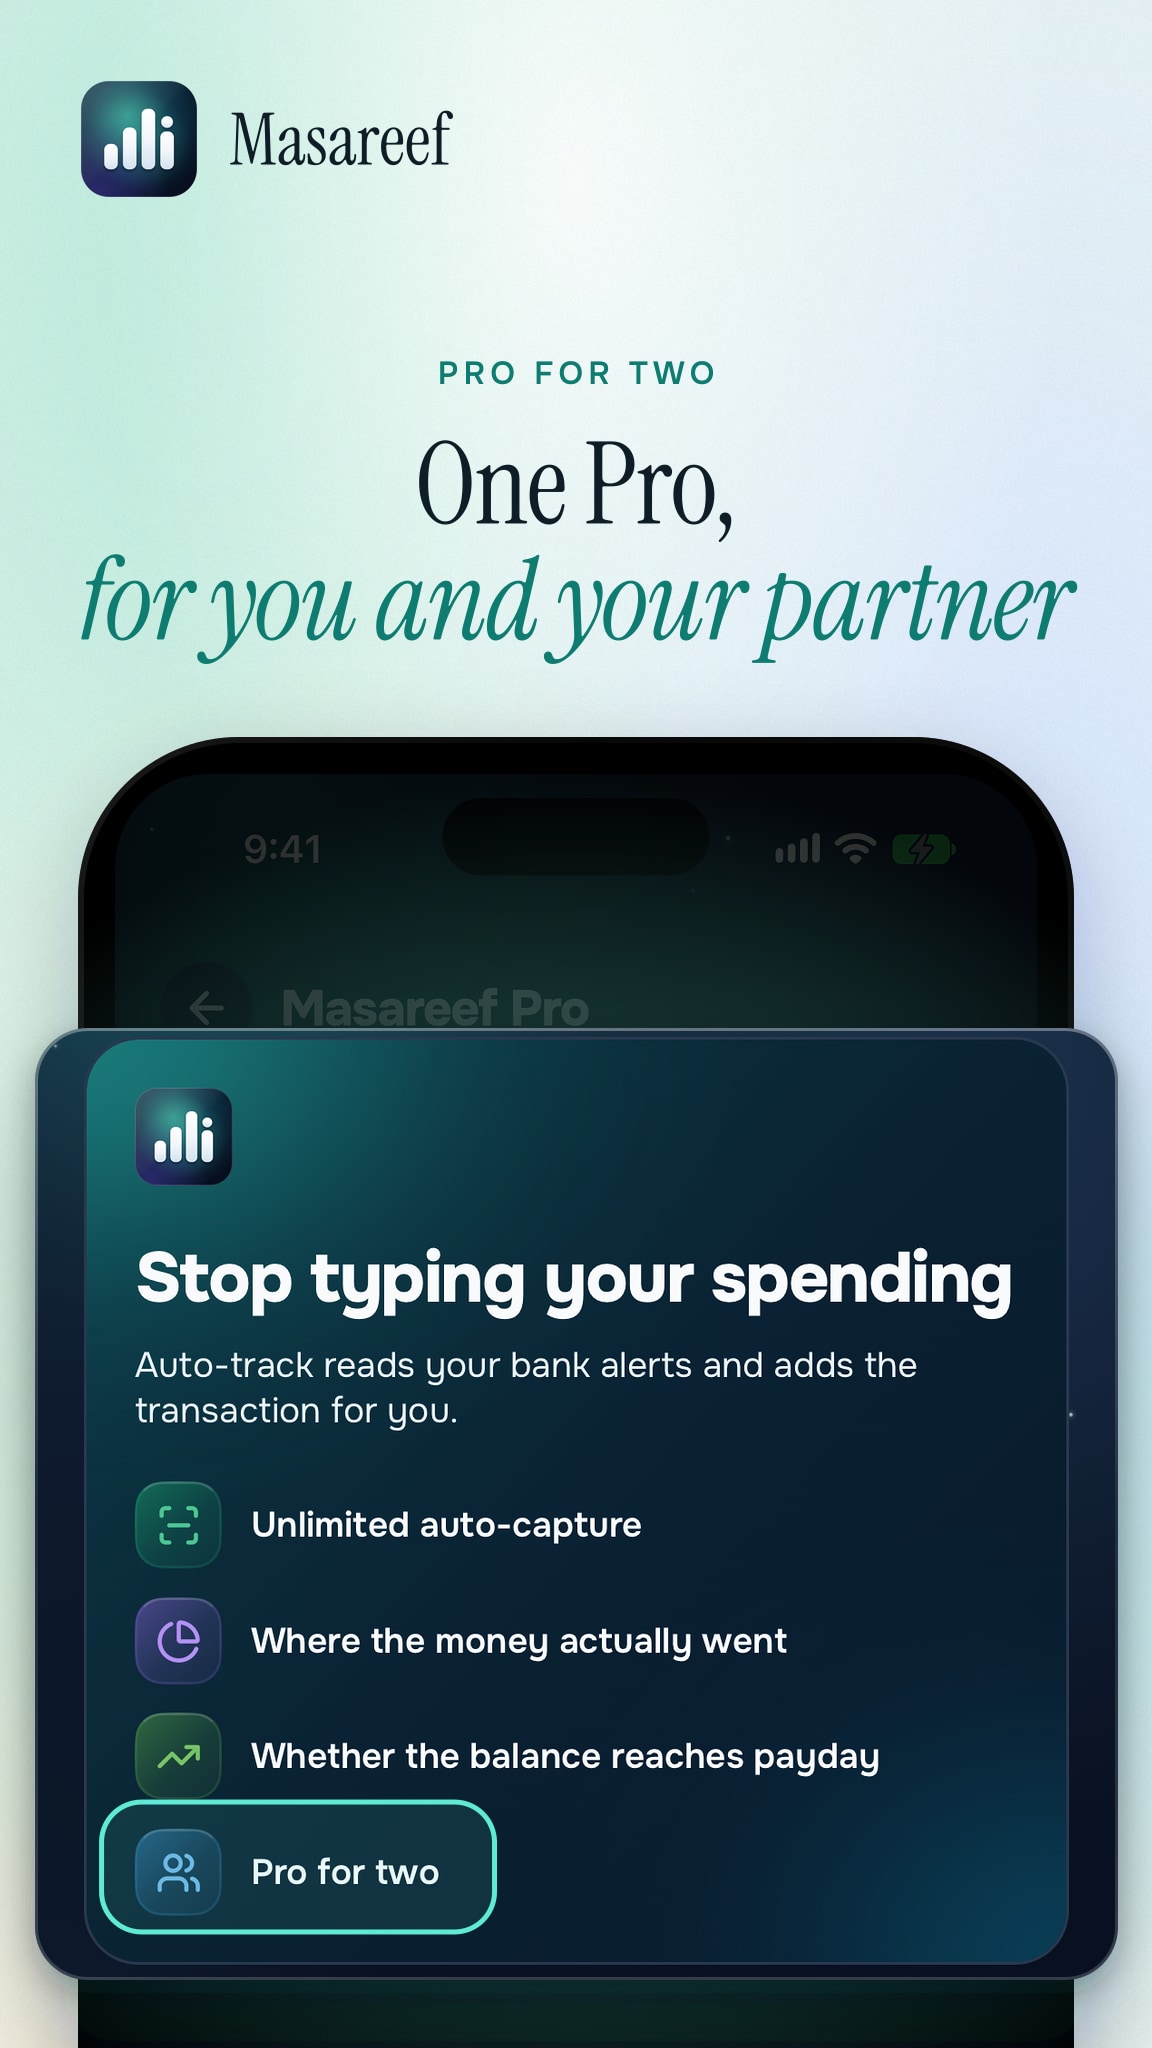 Masareef
PRO FOR TWO
One Pro,
for you and your partner
9:41
Masareef Pro
Stop typing your spending
Auto-track reads your bank alerts and adds the
transaction for you.
Unlimited auto-capture
Where the money actually went
Whether the balance reaches payday
Pro for two